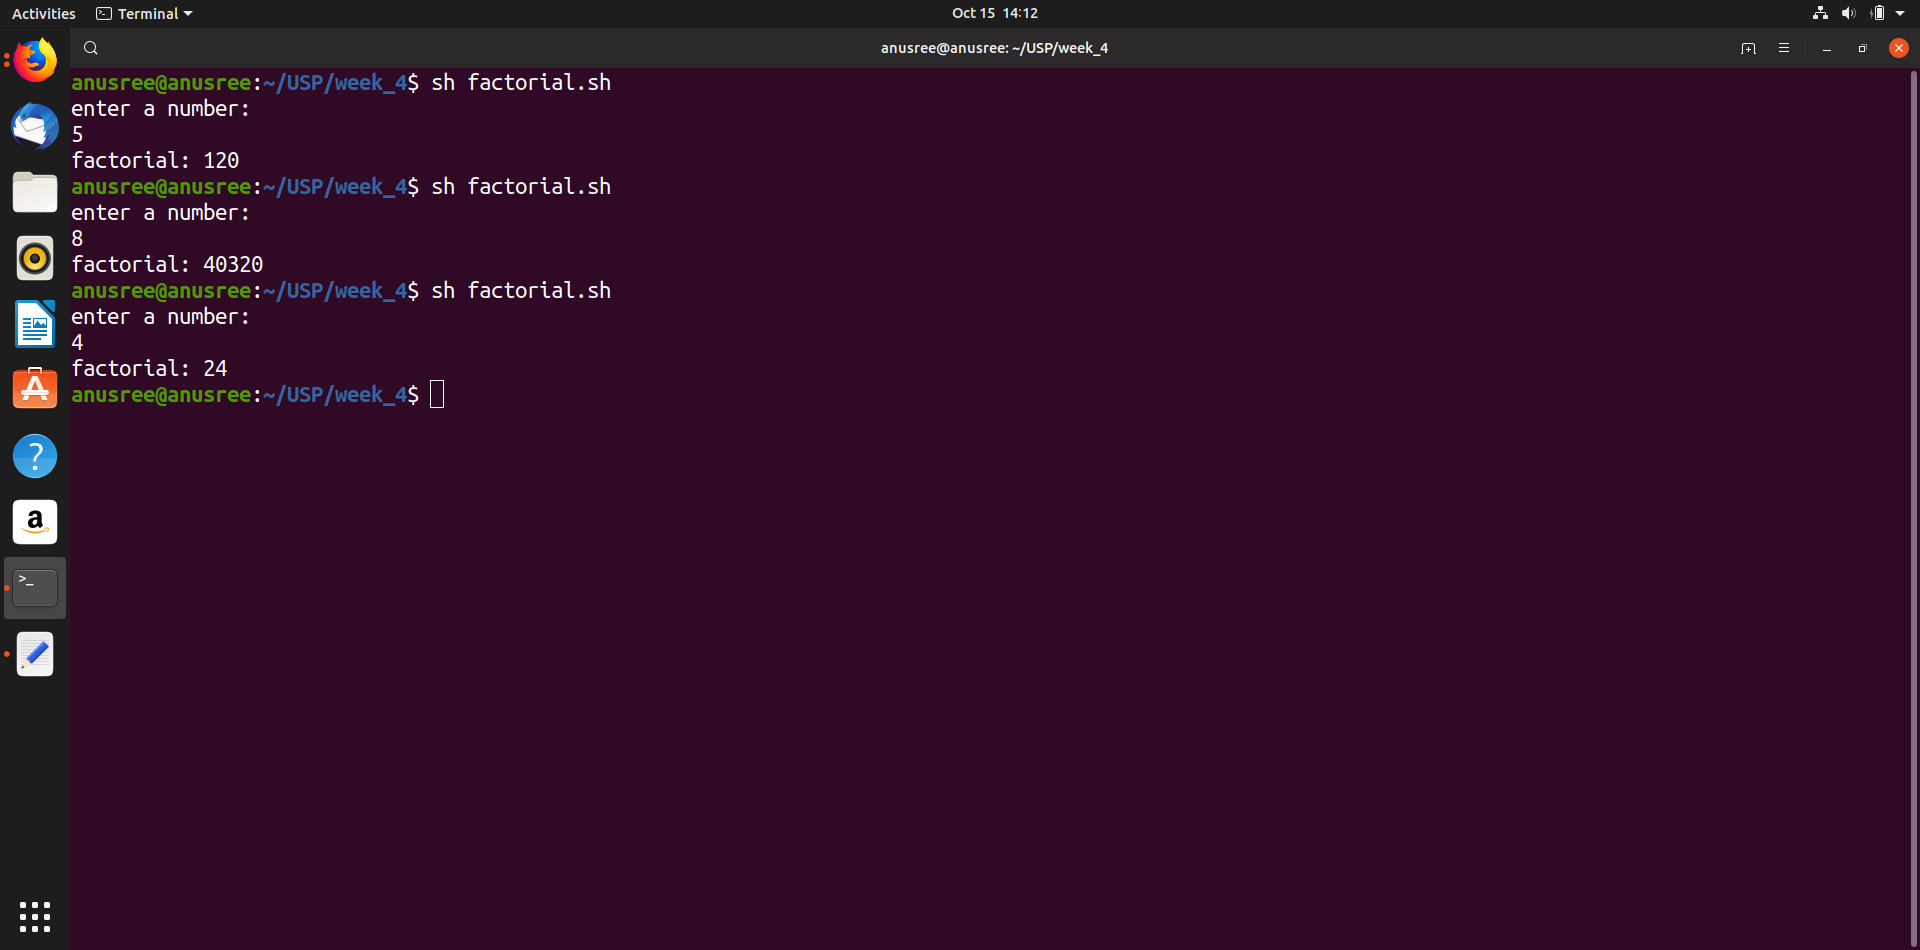 Activities Terminal Oct 15 14:12
anusree@anusree: ~/USP/week_4
anusree@anusree:~/USP/week_4$ sh factorial.sh
enter a number:
5
factorial: 120
anusree@anusree:~/USP/week_4$ sh factorial.sh
enter a number:
8
factorial: 40320
anusree@anusree:~/USP/week_4$ sh factorial.sh
enter a number:
4
factorial: 24
anusree@anusree:~/USP/week_4$
?
a
>_